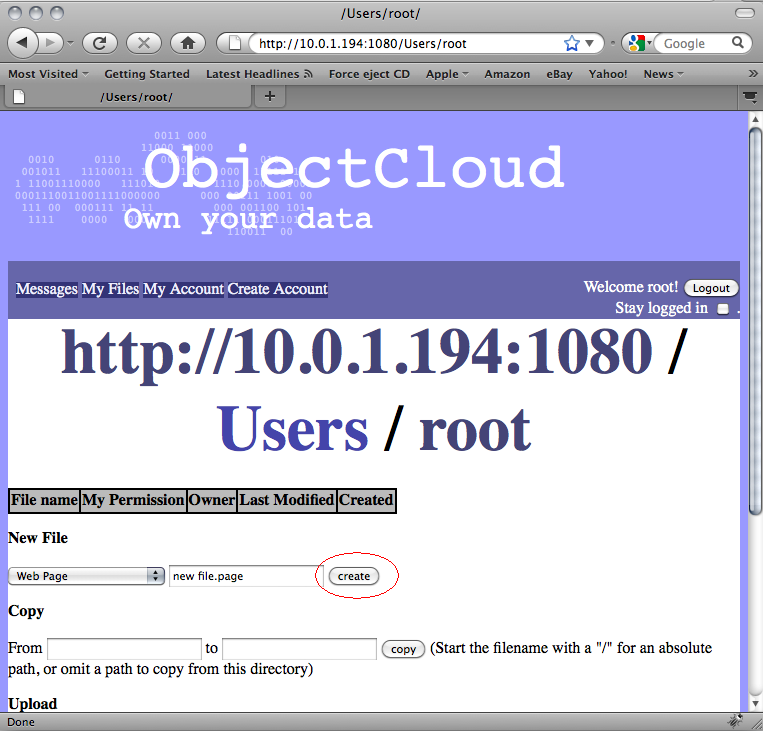 /Users/root/
http://10.0.1.194:1080/Users/root
Google
Most Visited Getting Started Latest Headlines Force eject CD Apple Amazon eBay Yahoo! News »
/Users/root/ +
ObjectCloud
Own your data
Messages My Files My Account Create Account
Welcome root! Logout
Stay logged in .
http://10.0.1.194:1080 /
Users / root
File name My Permission Owner Last Modified Created
New File
Web Page new file.page create
Copy
From to copy (Start the filename with a "/" for an absolute
path, or omit a path to copy from this directory)
Upload
Done